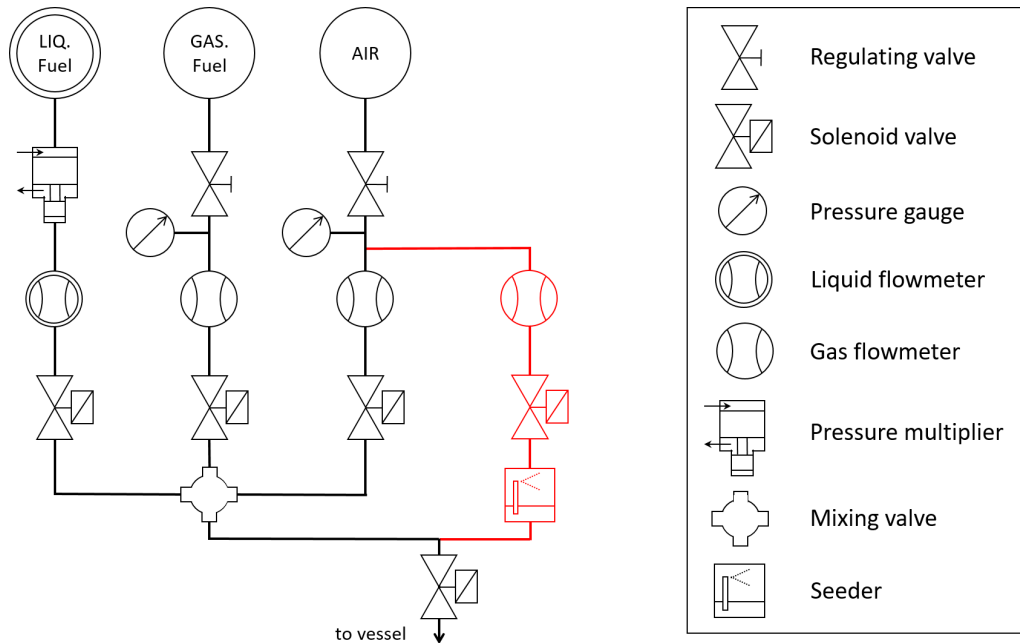 LIQ.
Fuel
GAS.
Fuel
AIR
to vessel
Regulating valve
Solenoid valve
Pressure gauge
Liquid flowmeter
Gas flowmeter
Pressure multiplier
Mixing valve
Seeder